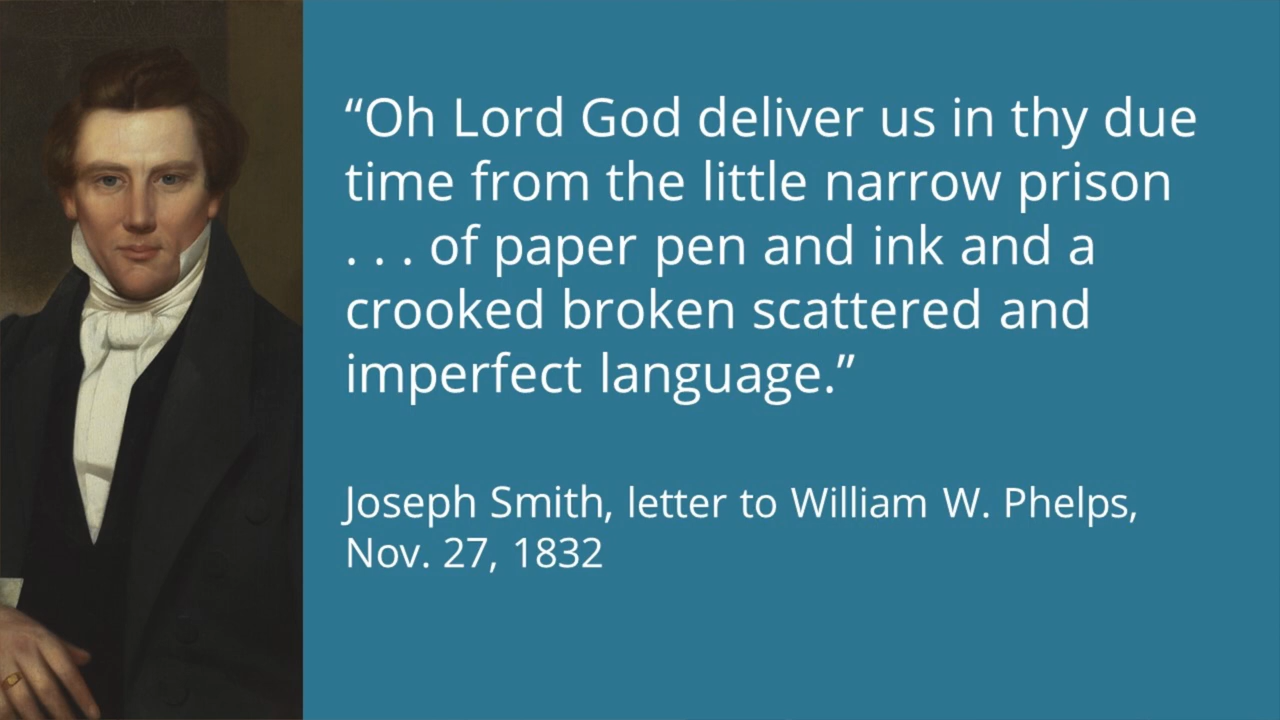 “Oh Lord God deliver us in thy due
time from the little narrow prison
. . . of paper pen and ink and a
crooked broken scattered and
imperfect language.”
Joseph Smith, letter to William W. Phelps,
Nov. 27, 1832